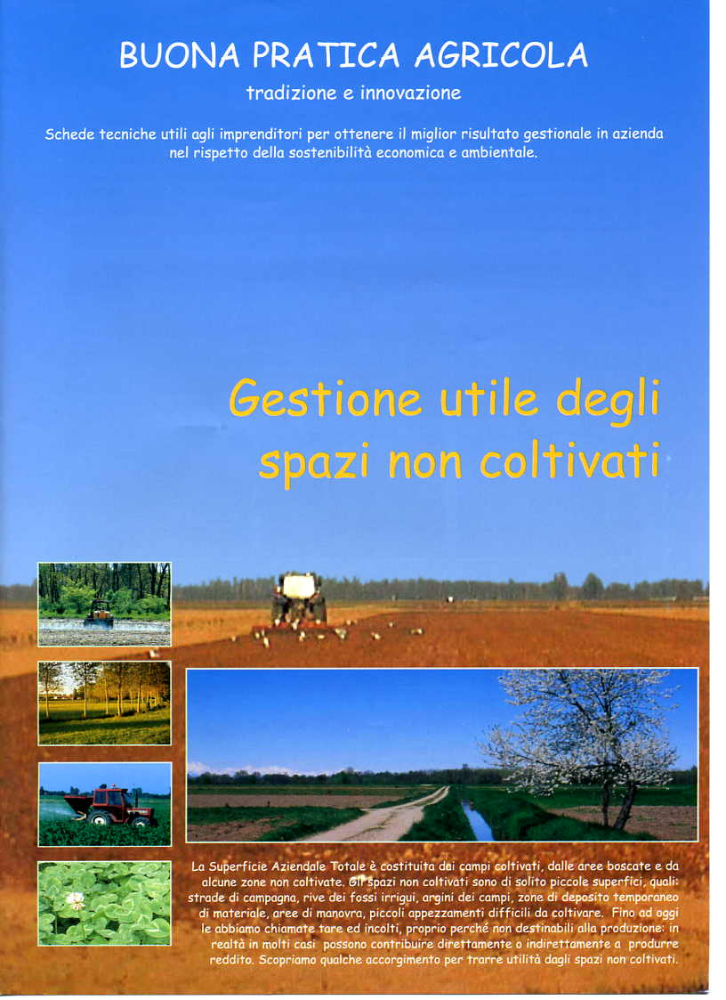 BUONA PRATICA AGRICOLA
tradizione e innovazione
Schede tecniche utili agli imprenditori per ottenere il miglior risultato gestionale in azienda
nel rispetto della sostenibilità economica e ambientale.
Gestione utile degli
spazi non coltivati
La Superficie Aziendale Totale è costituita dai campi coltivati, dalle aree boscate e da
alcune zone non coltivate. Gli spazi non coltivati sono di solito piccole superfici, quali:
strade di campagna, rive dei fossi irrigui, argini dei campi, zone di deposito temporaneo
di materiale, aree di manovra, piccoli appezzamenti difficili da coltivare. Fino ad oggi
le abbiamo chiamate tare ed incolti, proprio perché non destinabili alla produzione: in
realtà in molti casi possono contribuire direttamente o indirettamente a produrre
reddito. Scopriamo qualche accorgimento per trarre utilità dagli spazi non coltivati.